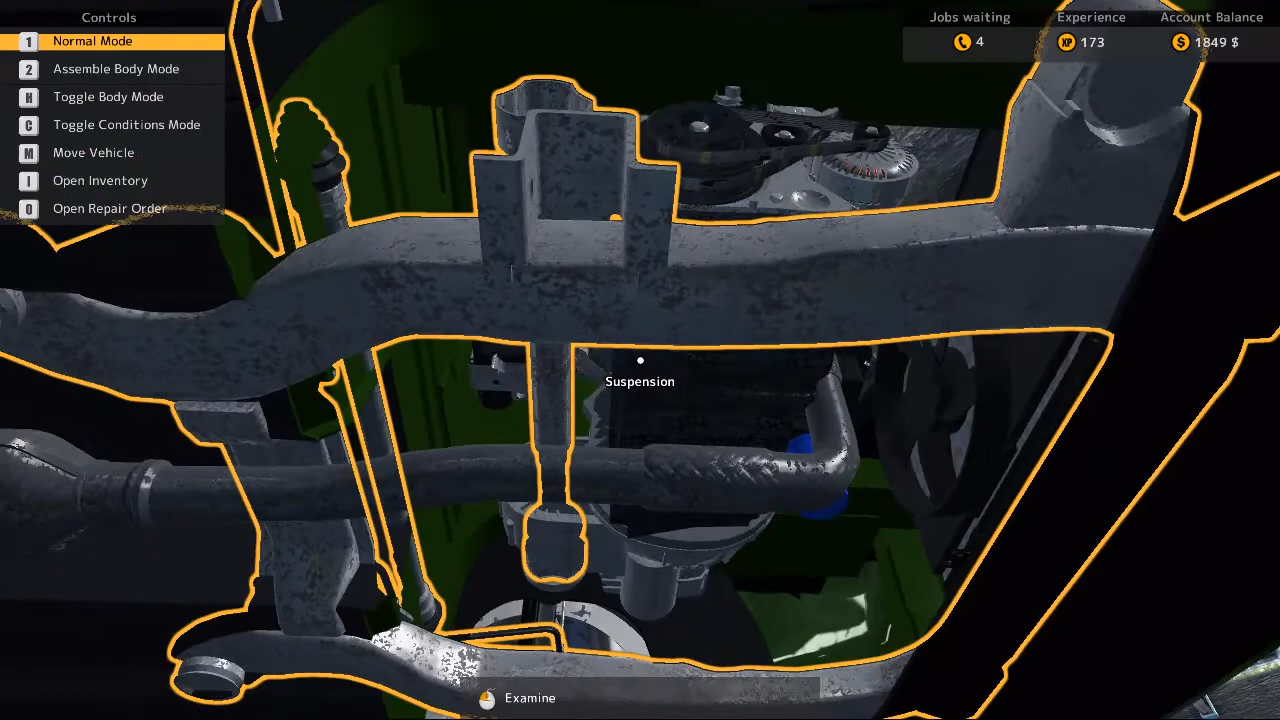 Controls
1 Normal Mode
2 Assemble Body Mode
H Toggle Body Mode
C Toggle Conditions Mode
M Move Vehicle
I Open Inventory
O Open Repair Order
Jobs waiting Experience Account Balance
4 XP 173 $ 1849 $
Suspension
Examine